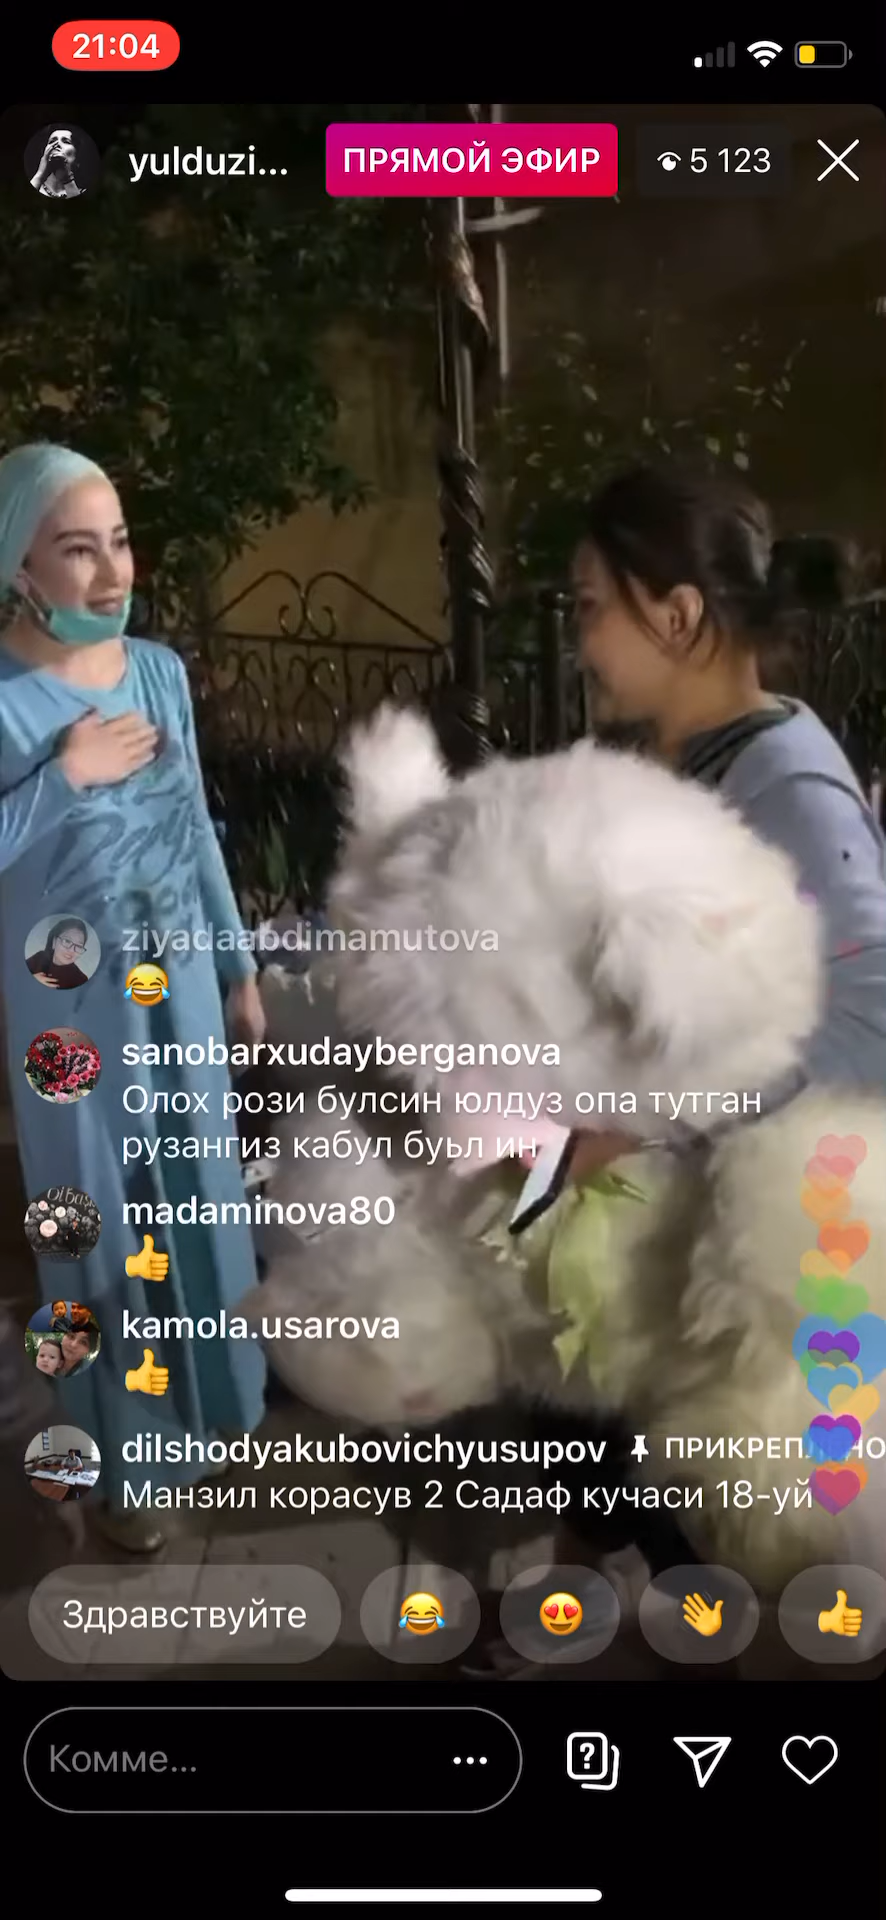 21:04
yulduzi...
ПРЯМОЙ ЭФИР
5 123
ziyadaabdimamutova
😂
sanobarxudayberganova
Олох рози булсин юлдуз опа тутган
рузангиз кабул буьл ин
madaminova80
👍
kamola.usarova
👍
dilshodyakubovichyusupov
Манзил корасув 2 Садаф кучаси 18-уй
Здравствуйте
😂 😍 👋 👍
Комме...